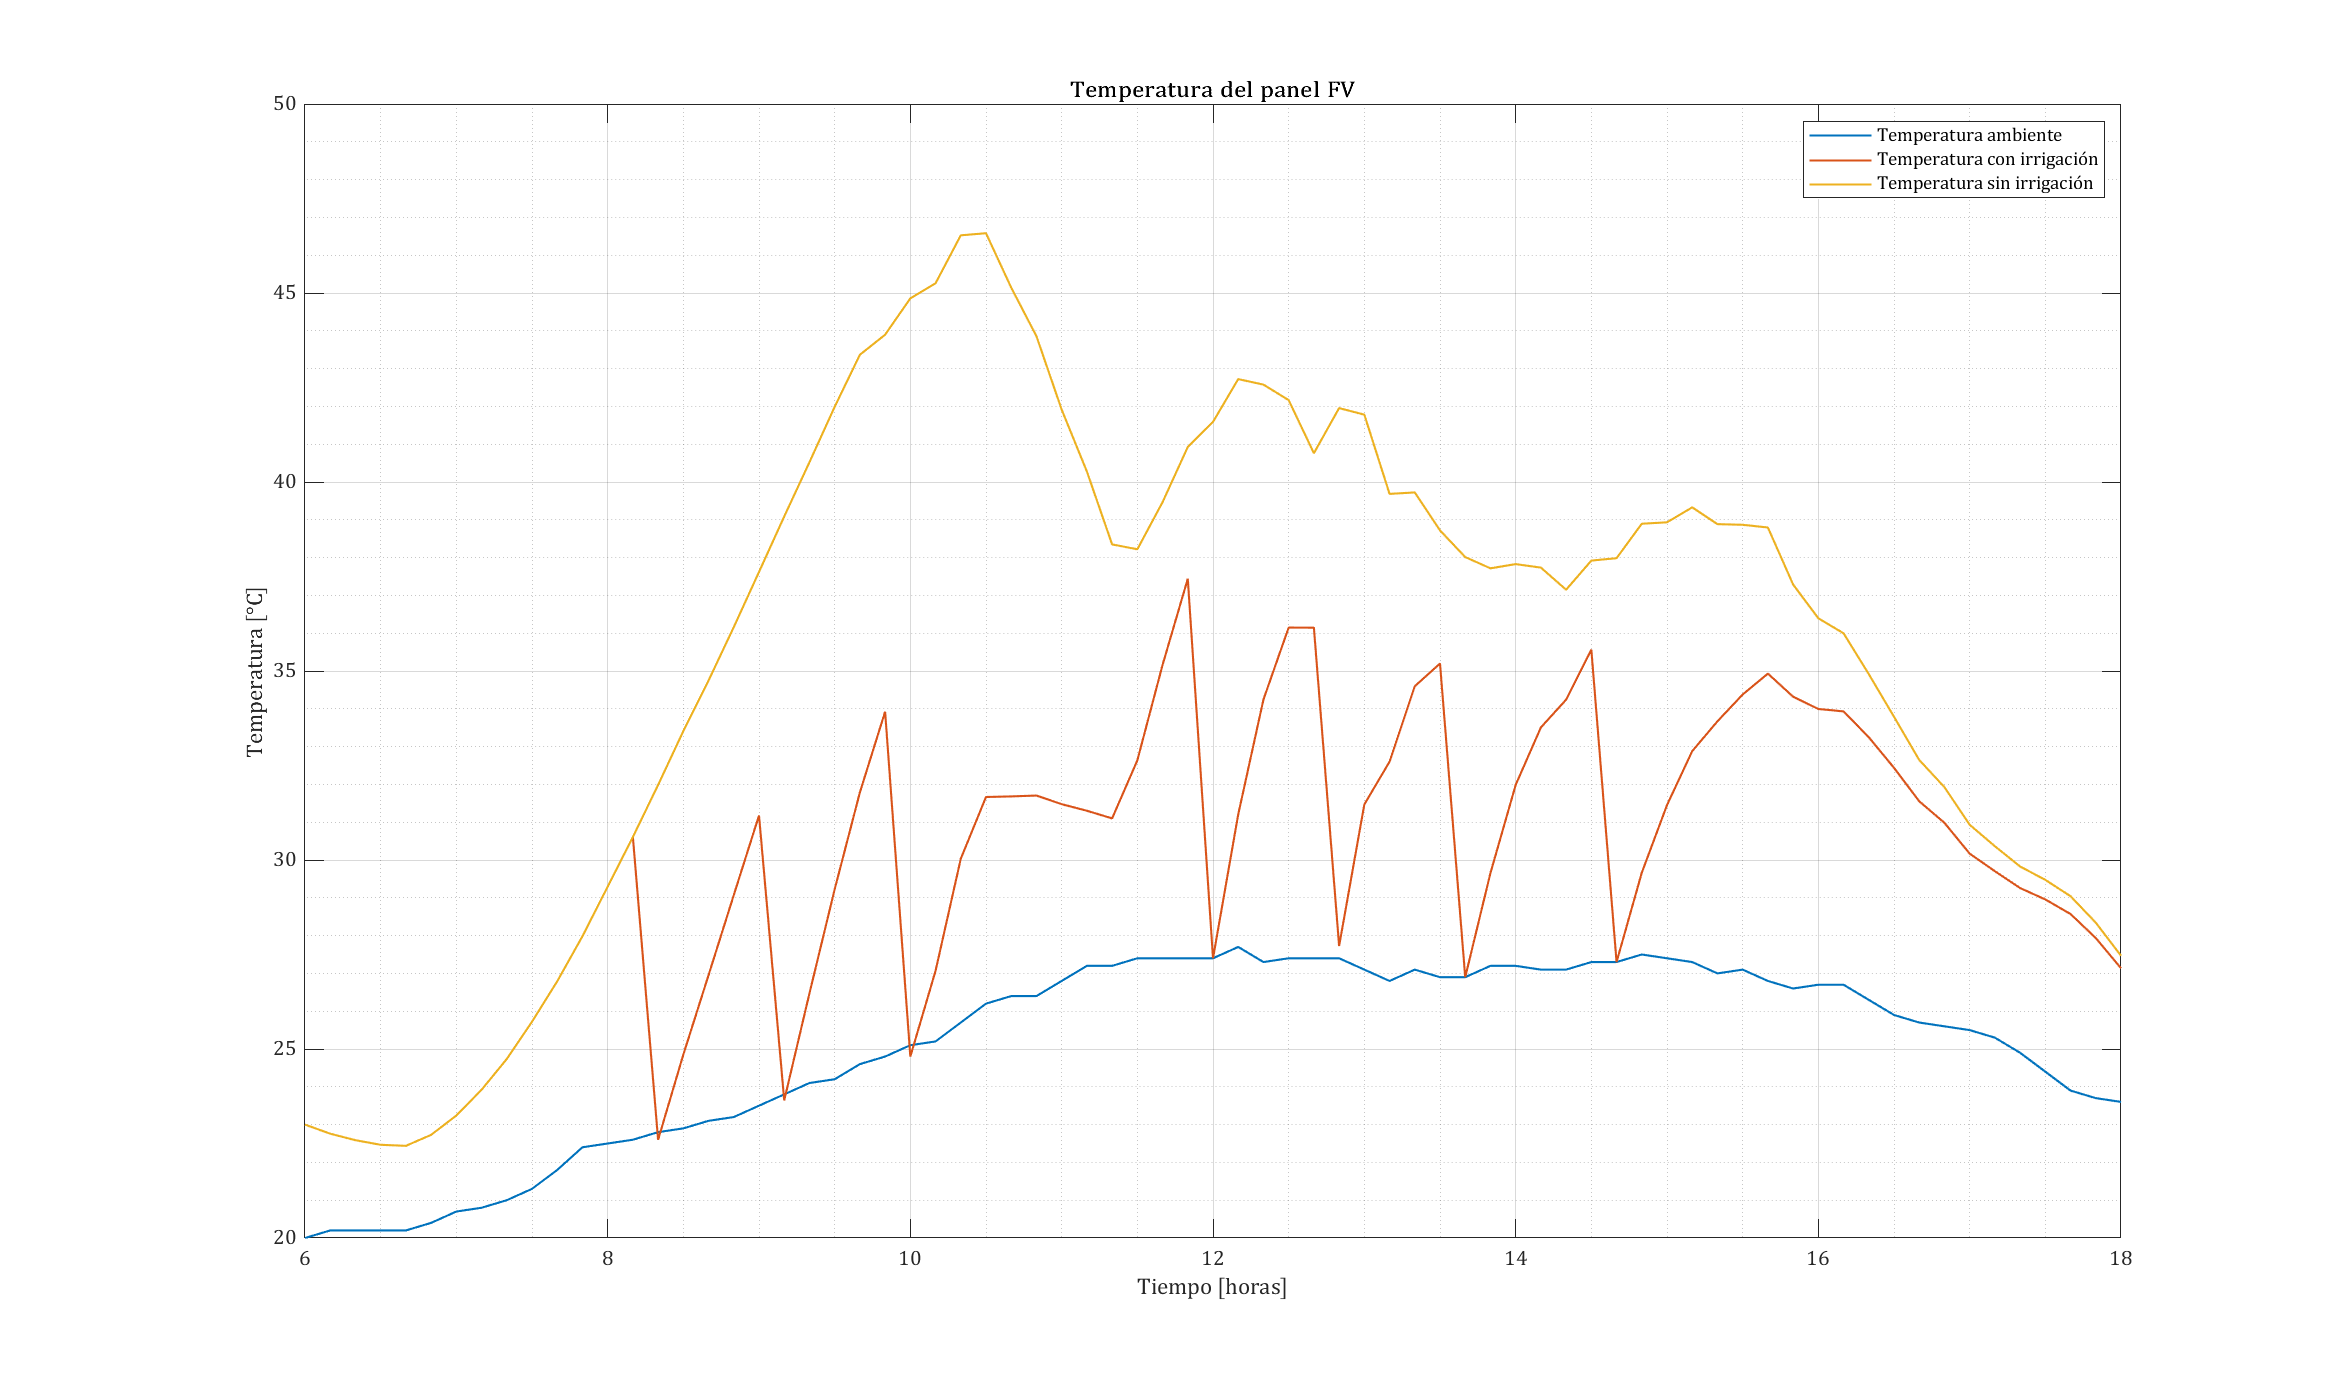 Temperatura del panel FV
50
45
40
35
30
25
20
Temperatura [°C]
Temperatura ambiente
Temperatura con irrigación
Temperatura sin irrigación
6
8
10
12
14
16
18
Tiempo [horas]